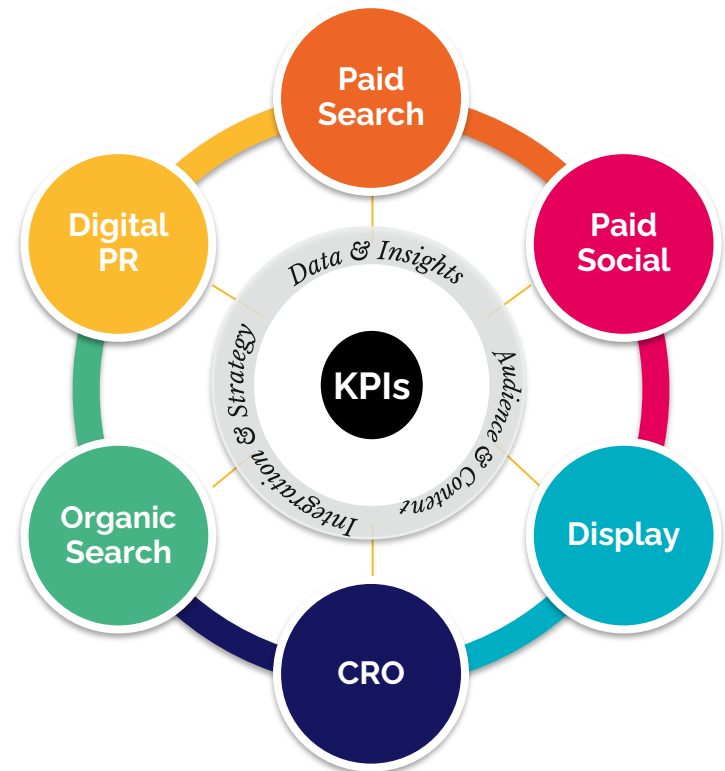 Paid
Search
Digital
PR
Paid
Social
Data & Insights
Integration & Strategy
Audience & Content
KPIs
Organic
Search
Display
CRO